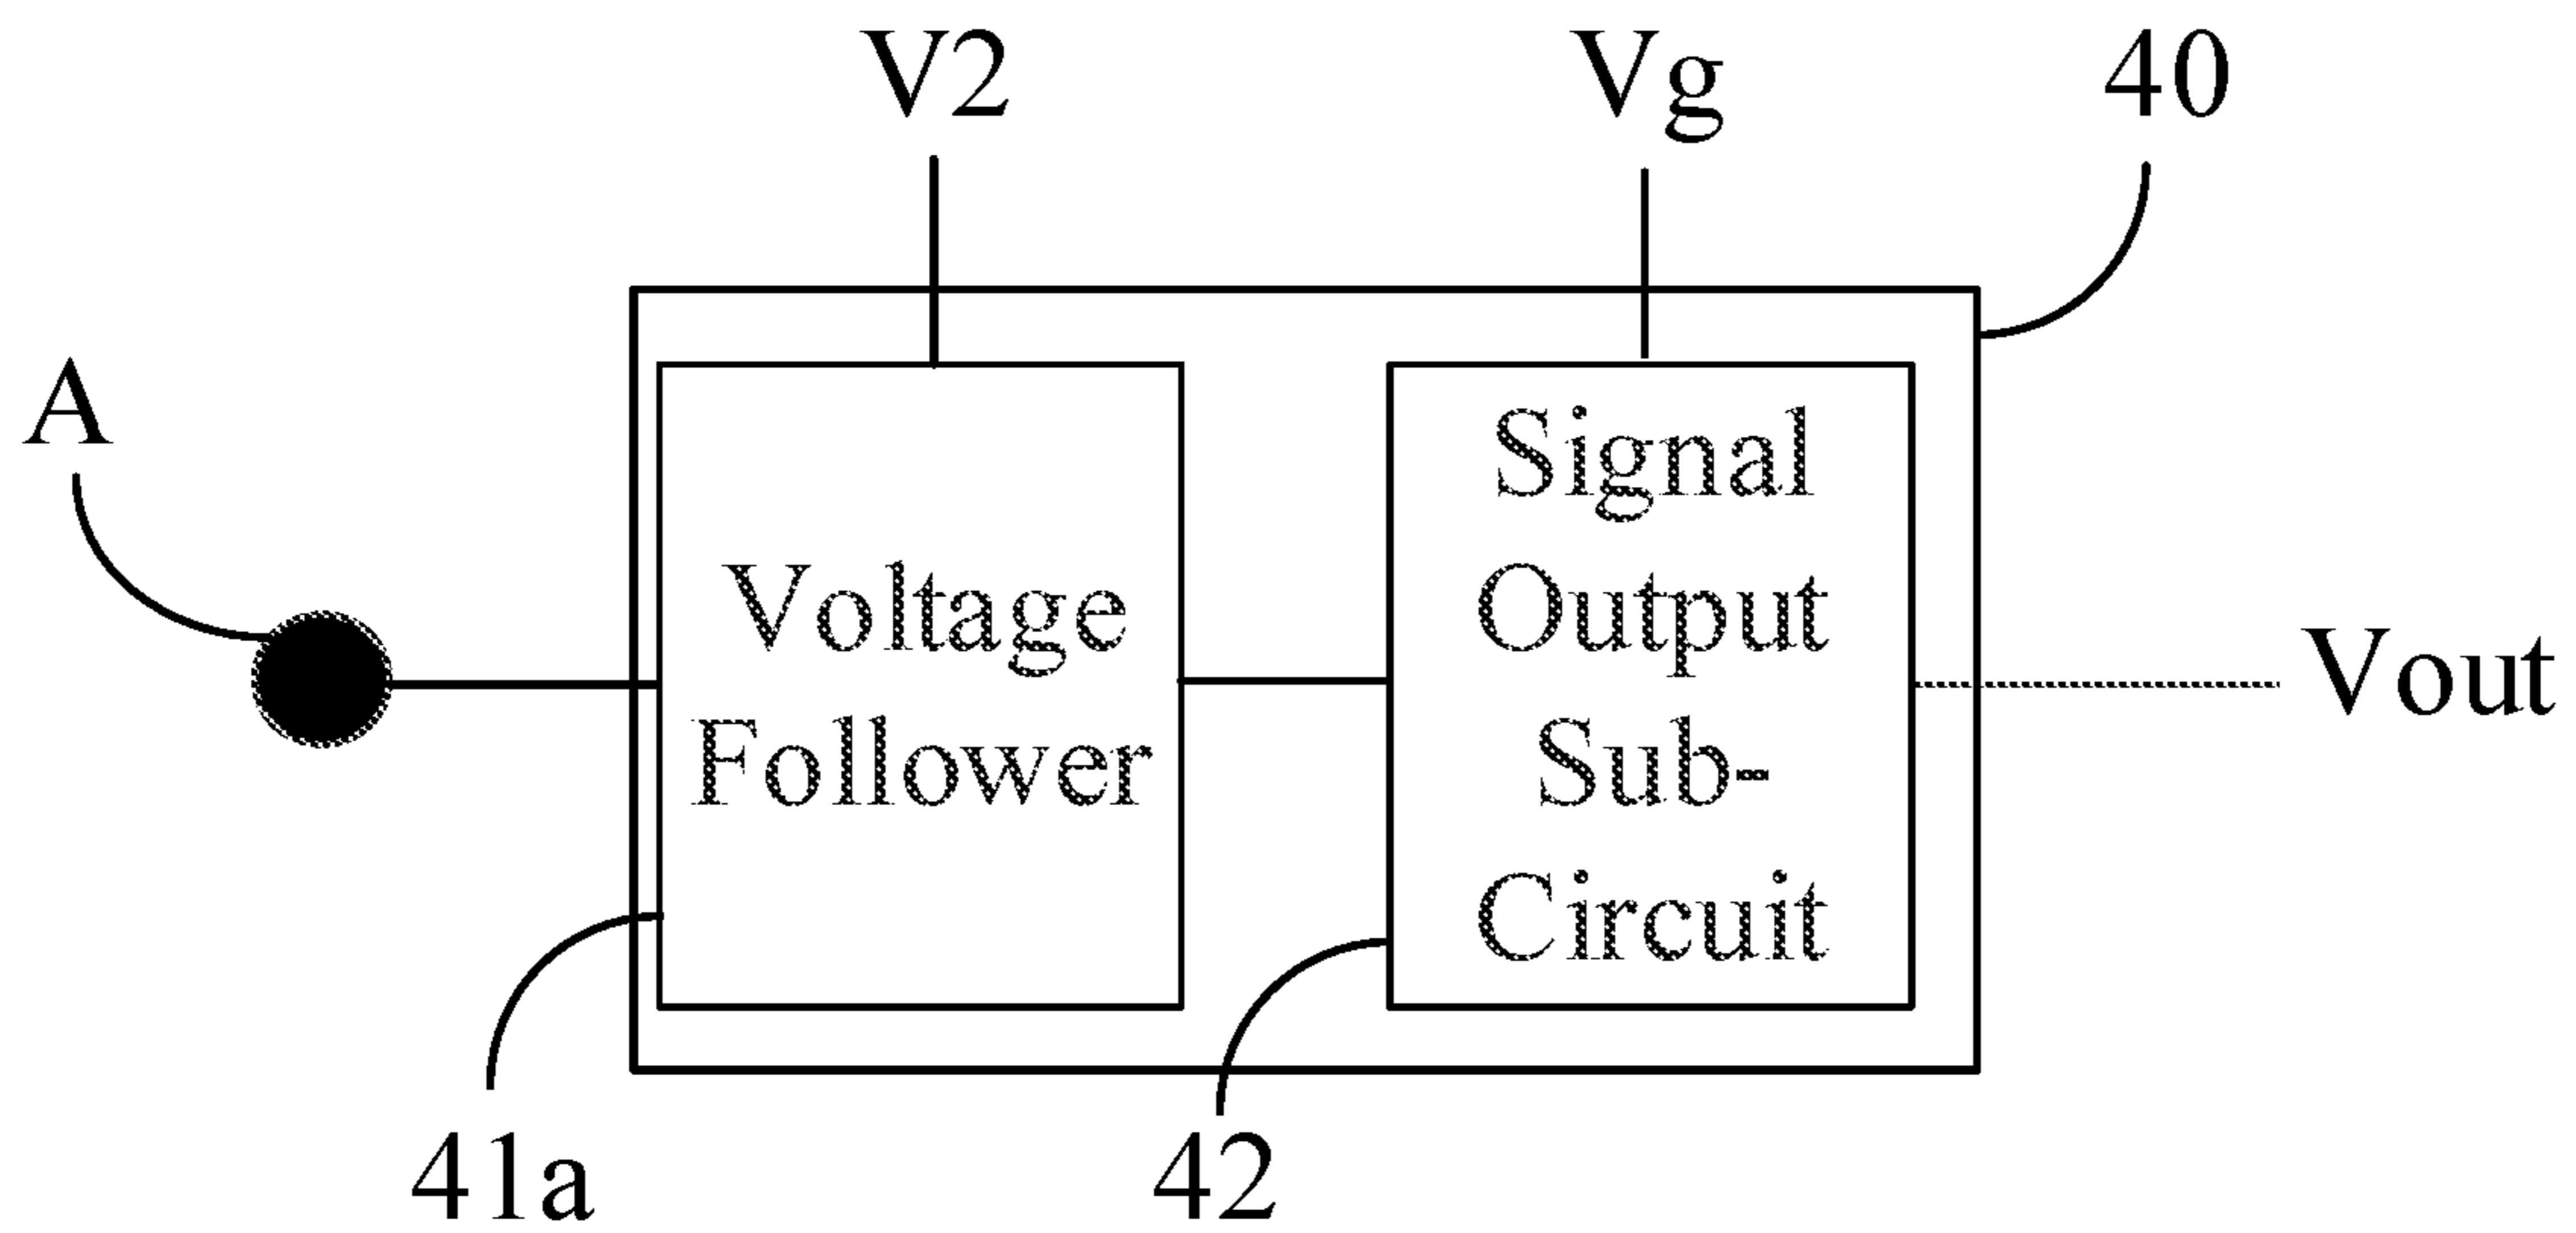 V2
Vg
40
A
Voltage
Follower
Signal
Output
Sub-
Circuit
Vout
41a
42